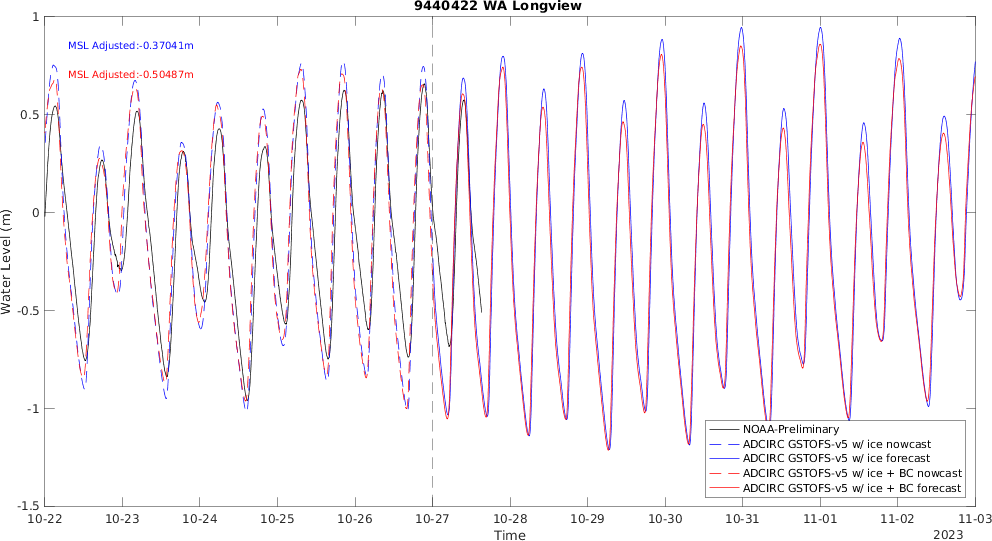 9440422 WA Longview
MSL Adjusted:-0.37041m
MSL Adjusted:-0.50487m
Water Level (m)
1
0.5
0
-0.5
-1
-1.5
NOAA-Preliminary
ADCIRC GSTOFS-v5 w/ ice nowcast
ADCIRC GSTOFS-v5 w/ ice forecast
ADCIRC GSTOFS-v5 w/ ice + BC nowcast
ADCIRC GSTOFS-v5 w/ ice + BC forecast
10-22 10-23 10-24 10-25 10-26 10-27 10-28 10-29 10-30 10-31 11-01 11-02 11-03
Time
2023